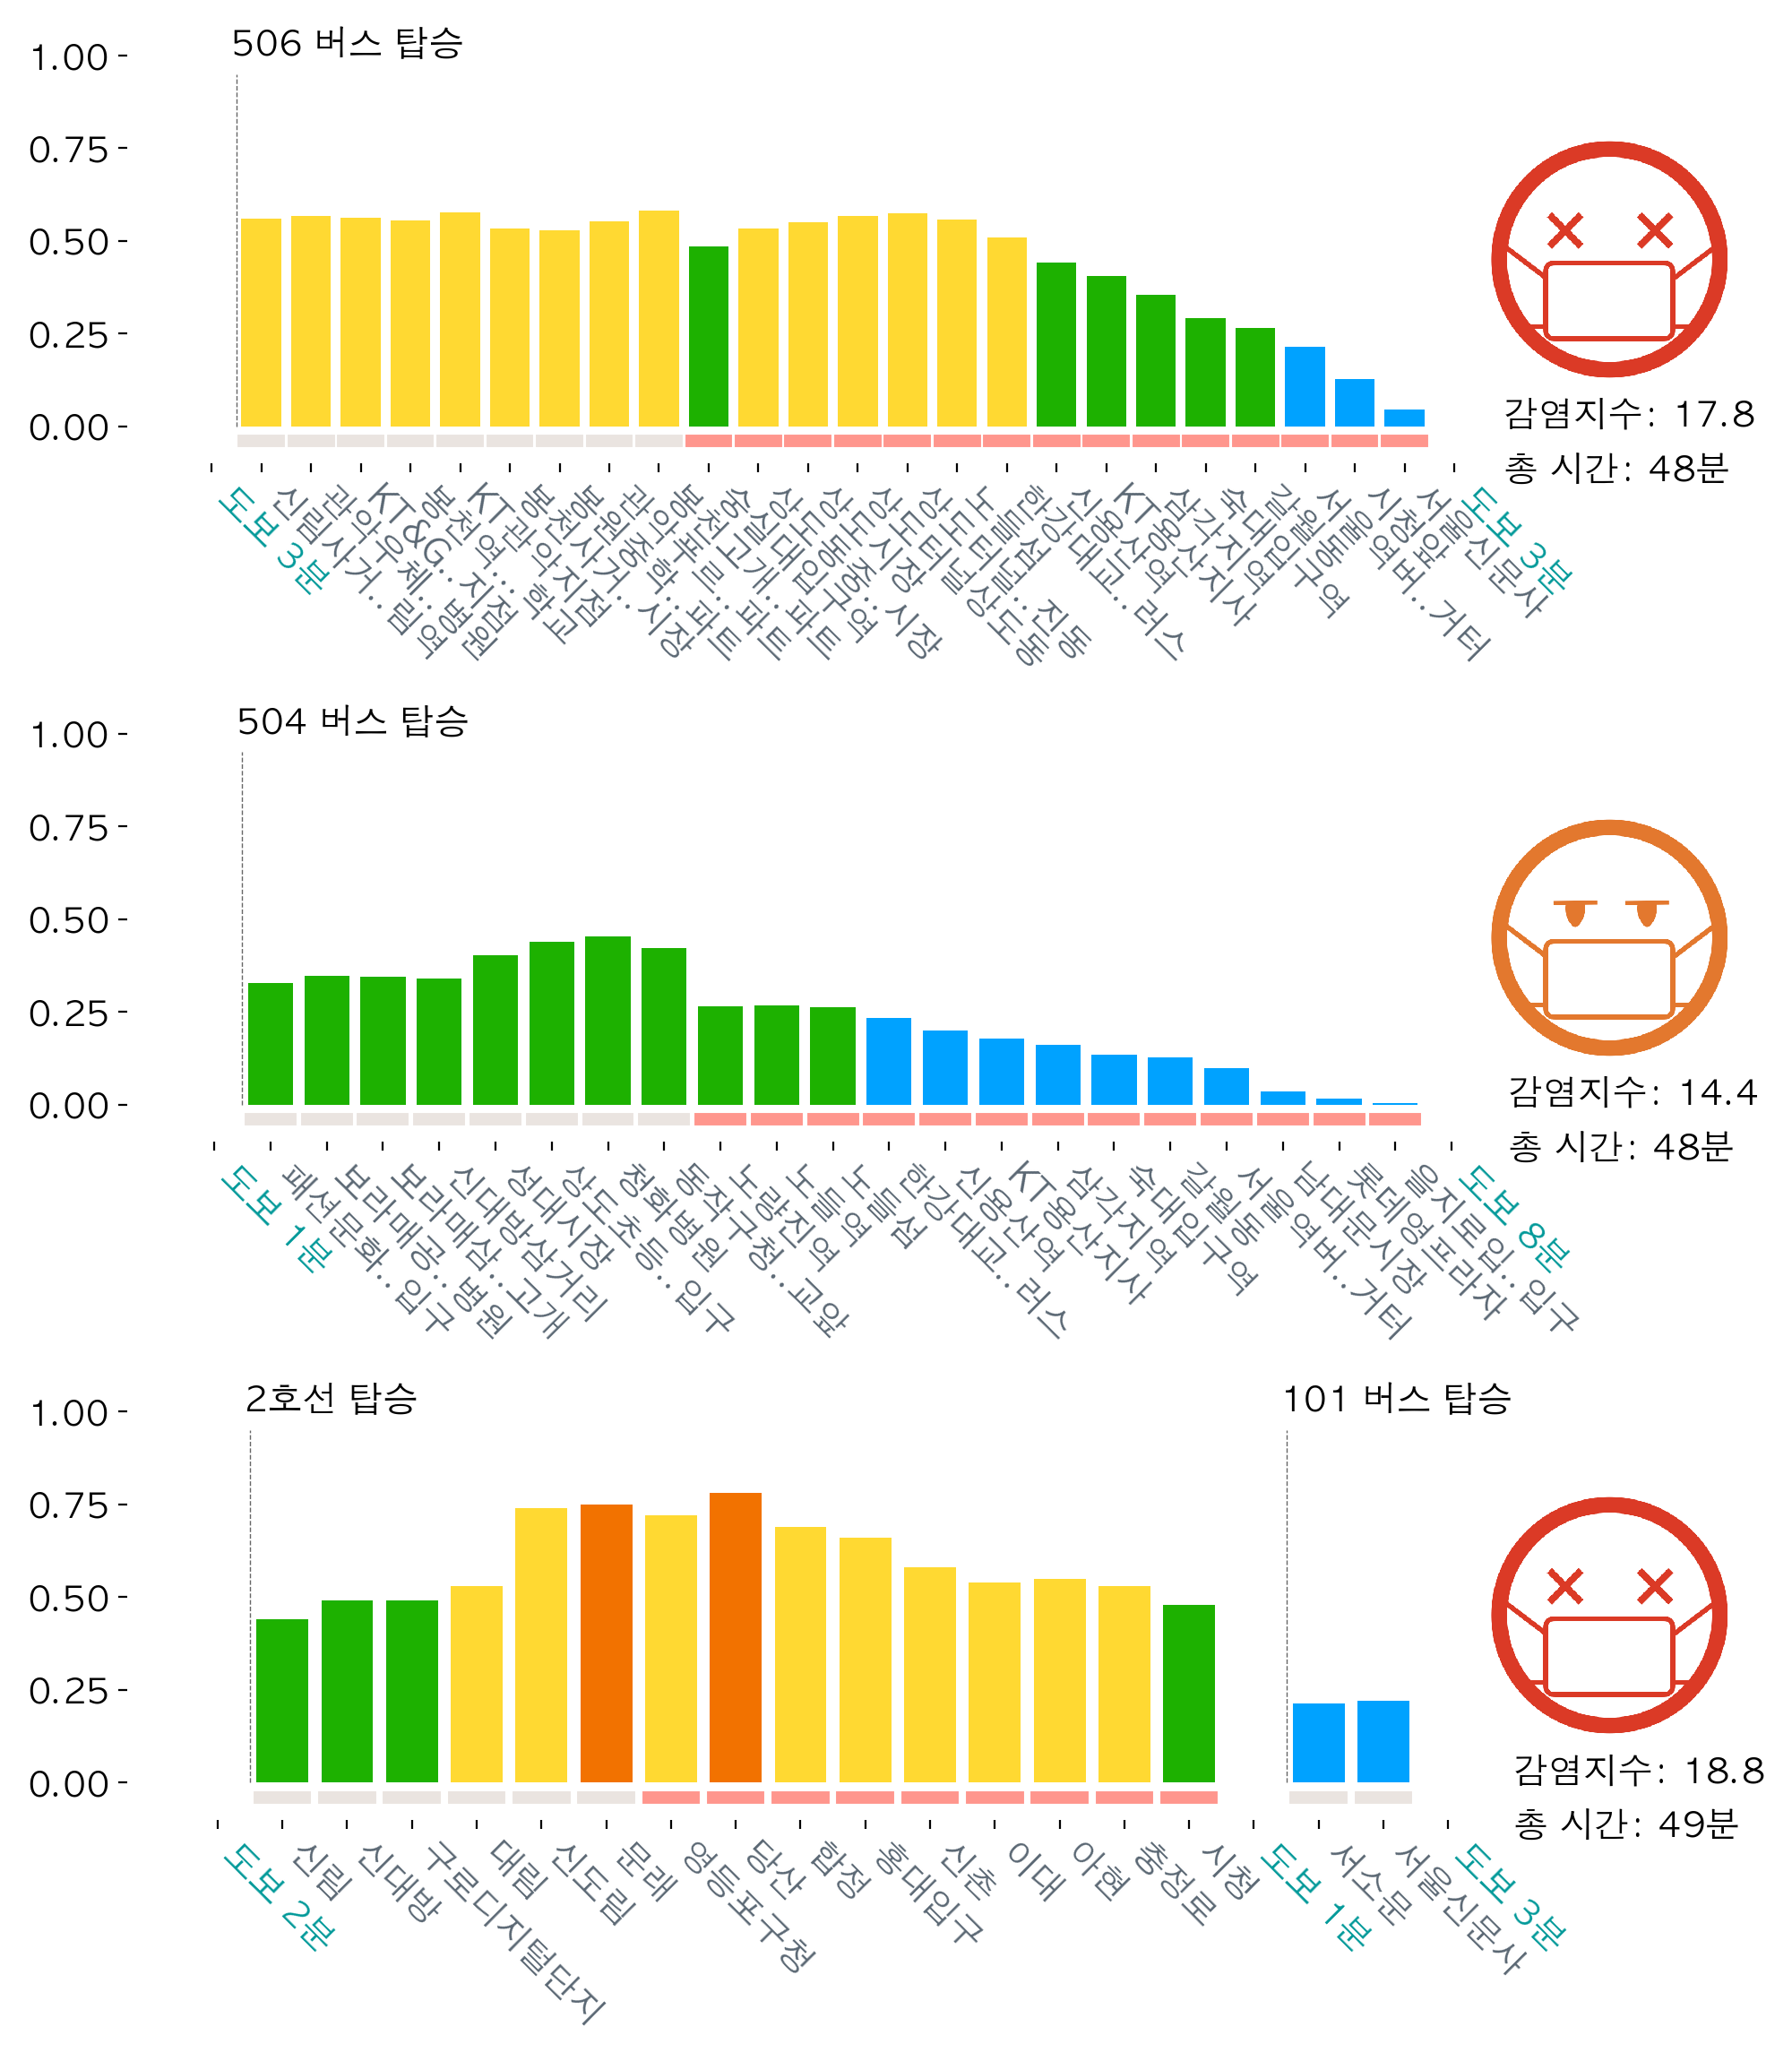 506 버스 탑승
1.00
0.75
0.50
0.25
0.00
도보 3분
신림사거..림역
관악우체..병원
KT&G..지점
봉천역..학교
KT관악지점
봉천사거..시장
봉원중학..파트
관악푸르..파트
봉천고개..파트
숭실대입구역
상도동중..시장
상도시장
상도터널상도동
상도터널..진동
노들섬
한강대교..러스
신용산역
KT용산지사
삼각지역
숙대입구역
갈월동
서울역버..거터
시청앞
서울신문사
도보 3분
감염지수: 17.8
총 시간: 48분
504 버스 탑승
1.00
0.75
0.50
0.25
0.00
도보 1분
패션문화..입구
보라매공..병원
보라매삼..고개
신대방삼거리
성대시장
상도초등..입구
청화병원
동작구청..교앞
노량진역
노들역
노들섬
한강대교..러스
신용산역
KT용산지사
삼각지역
숙대입구역
갈월동
서울역버..거터
남대문시장
롯데영프라자
을지로입..입구
도보 8분
감염지수: 14.4
총 시간: 48분
2호선 탑승
101 버스 탑승
1.00
0.75
0.50
0.25
0.00
도보 2분
신림
신대방
구로디지털단지
대림
신도림
문래
영등포구청
당산
합정
홍대입구
신촌
이대
아현
충정로
시청
도보 1분
서소문
서울신문사
도보 3분
감염지수: 18.8
총 시간: 49분